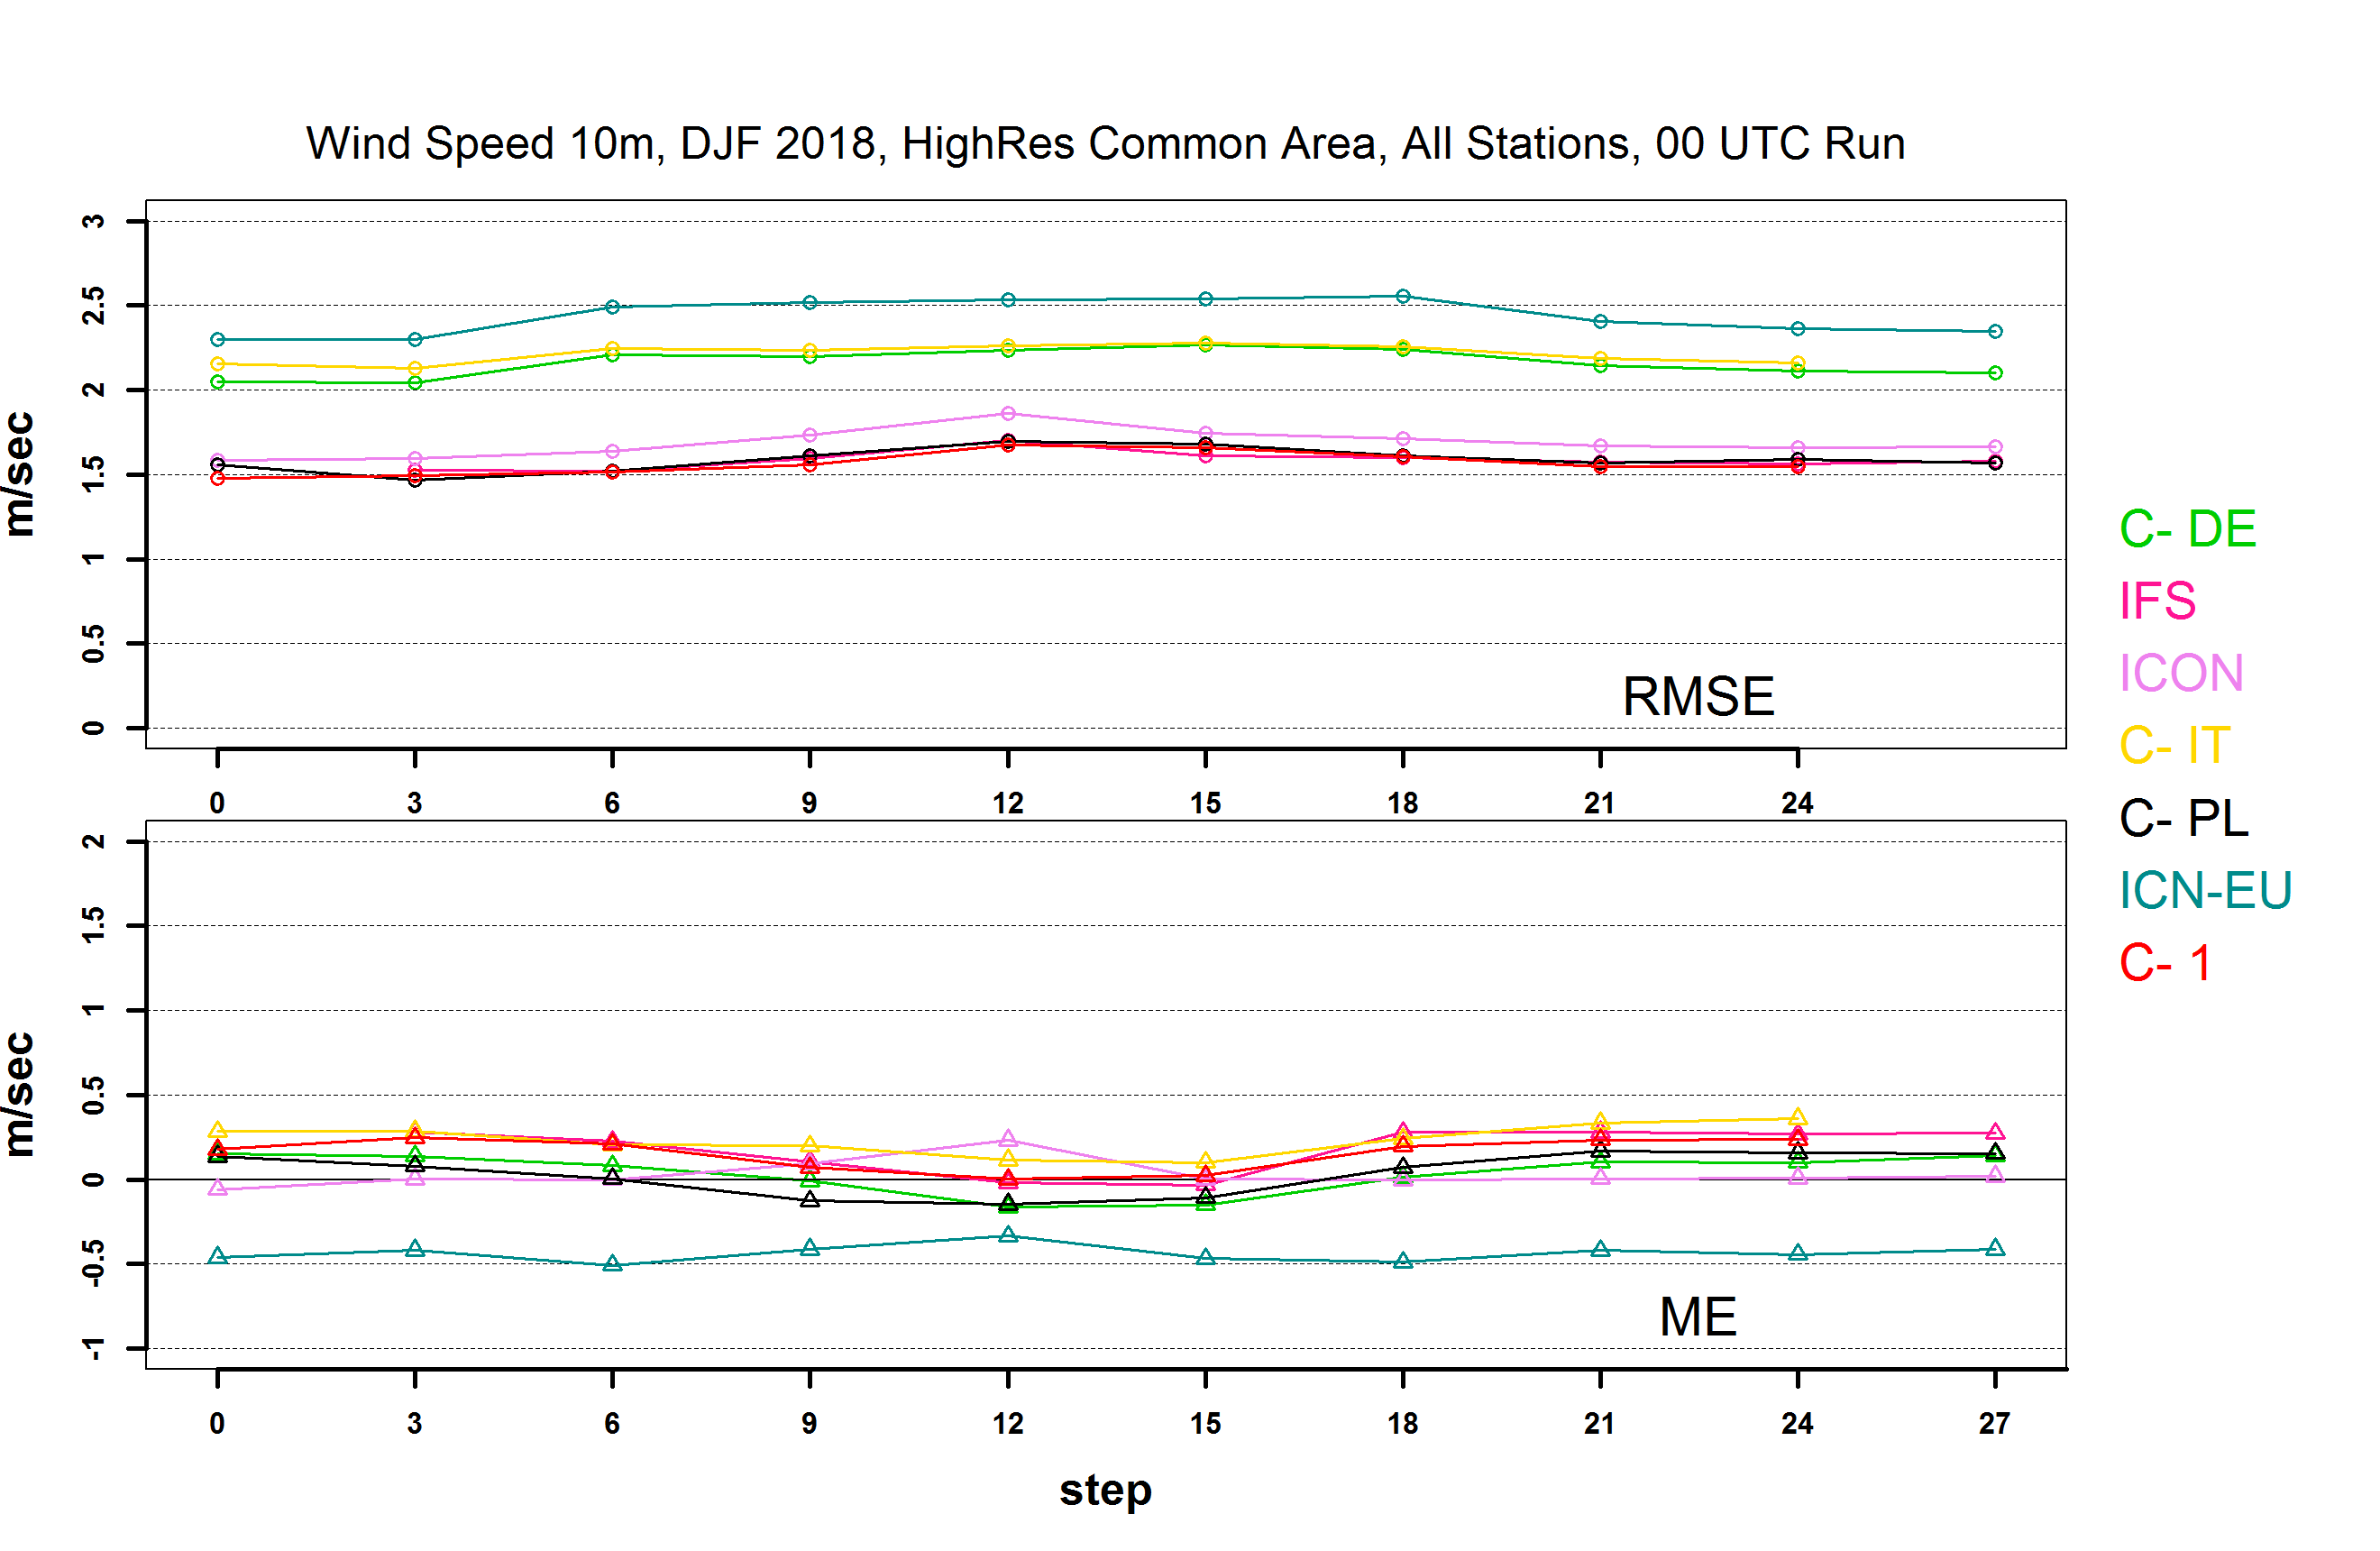 Wind Speed 10m, DJF 2018, HighRes Common Area, All Stations, 00 UTC Run
3
2.5
2
1.5
1
0.5
0
m/sec
RMSE
0 3 6 9 12 15 18 21 24
2
1.5
1
0.5
0
-0.5
-1
m/sec
ME
0 3 6 9 12 15 18 21 24 27
step
C- DE
IFS
ICON
C- IT
C- PL
ICN-EU
C- 1